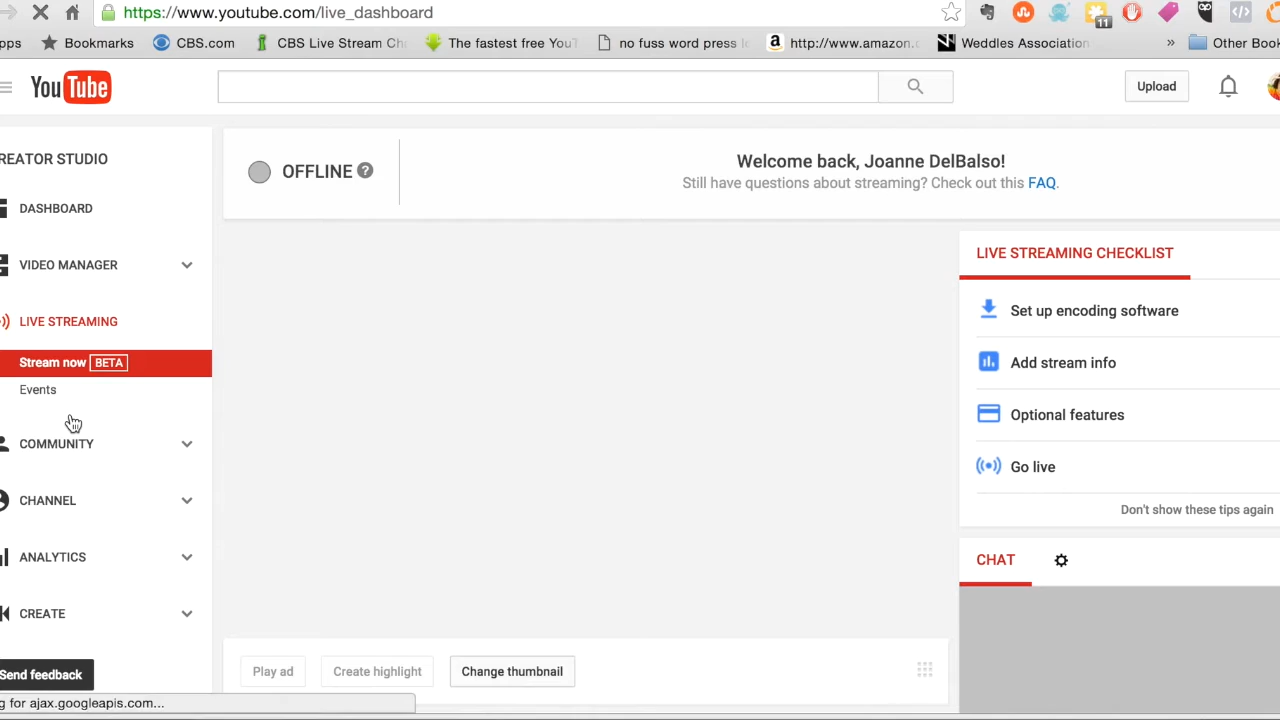 https://www.youtube.com/live_dashboard
11
pps Bookmarks CBS.com CBS Live Stream Ch The fastest free YouT no fuss word press http://www.amazon.c Weddles Association » Other Book
YouTube Upload
REATOR STUDIO
DASHBOARD
VIDEO MANAGER
LIVE STREAMING
Stream now BETA
Events
COMMUNITY
CHANNEL
ANALYTICS
CREATE
Send feedback
g for ajax.googleapis.com...
OFFLINE ?
Welcome back, Joanne DelBalso!
Still have questions about streaming? Check out this FAQ.
Play ad Create highlight Change thumbnail
LIVE STREAMING CHECKLIST
Set up encoding software
Add stream info
Optional features
Go live
Don't show these tips again
CHAT